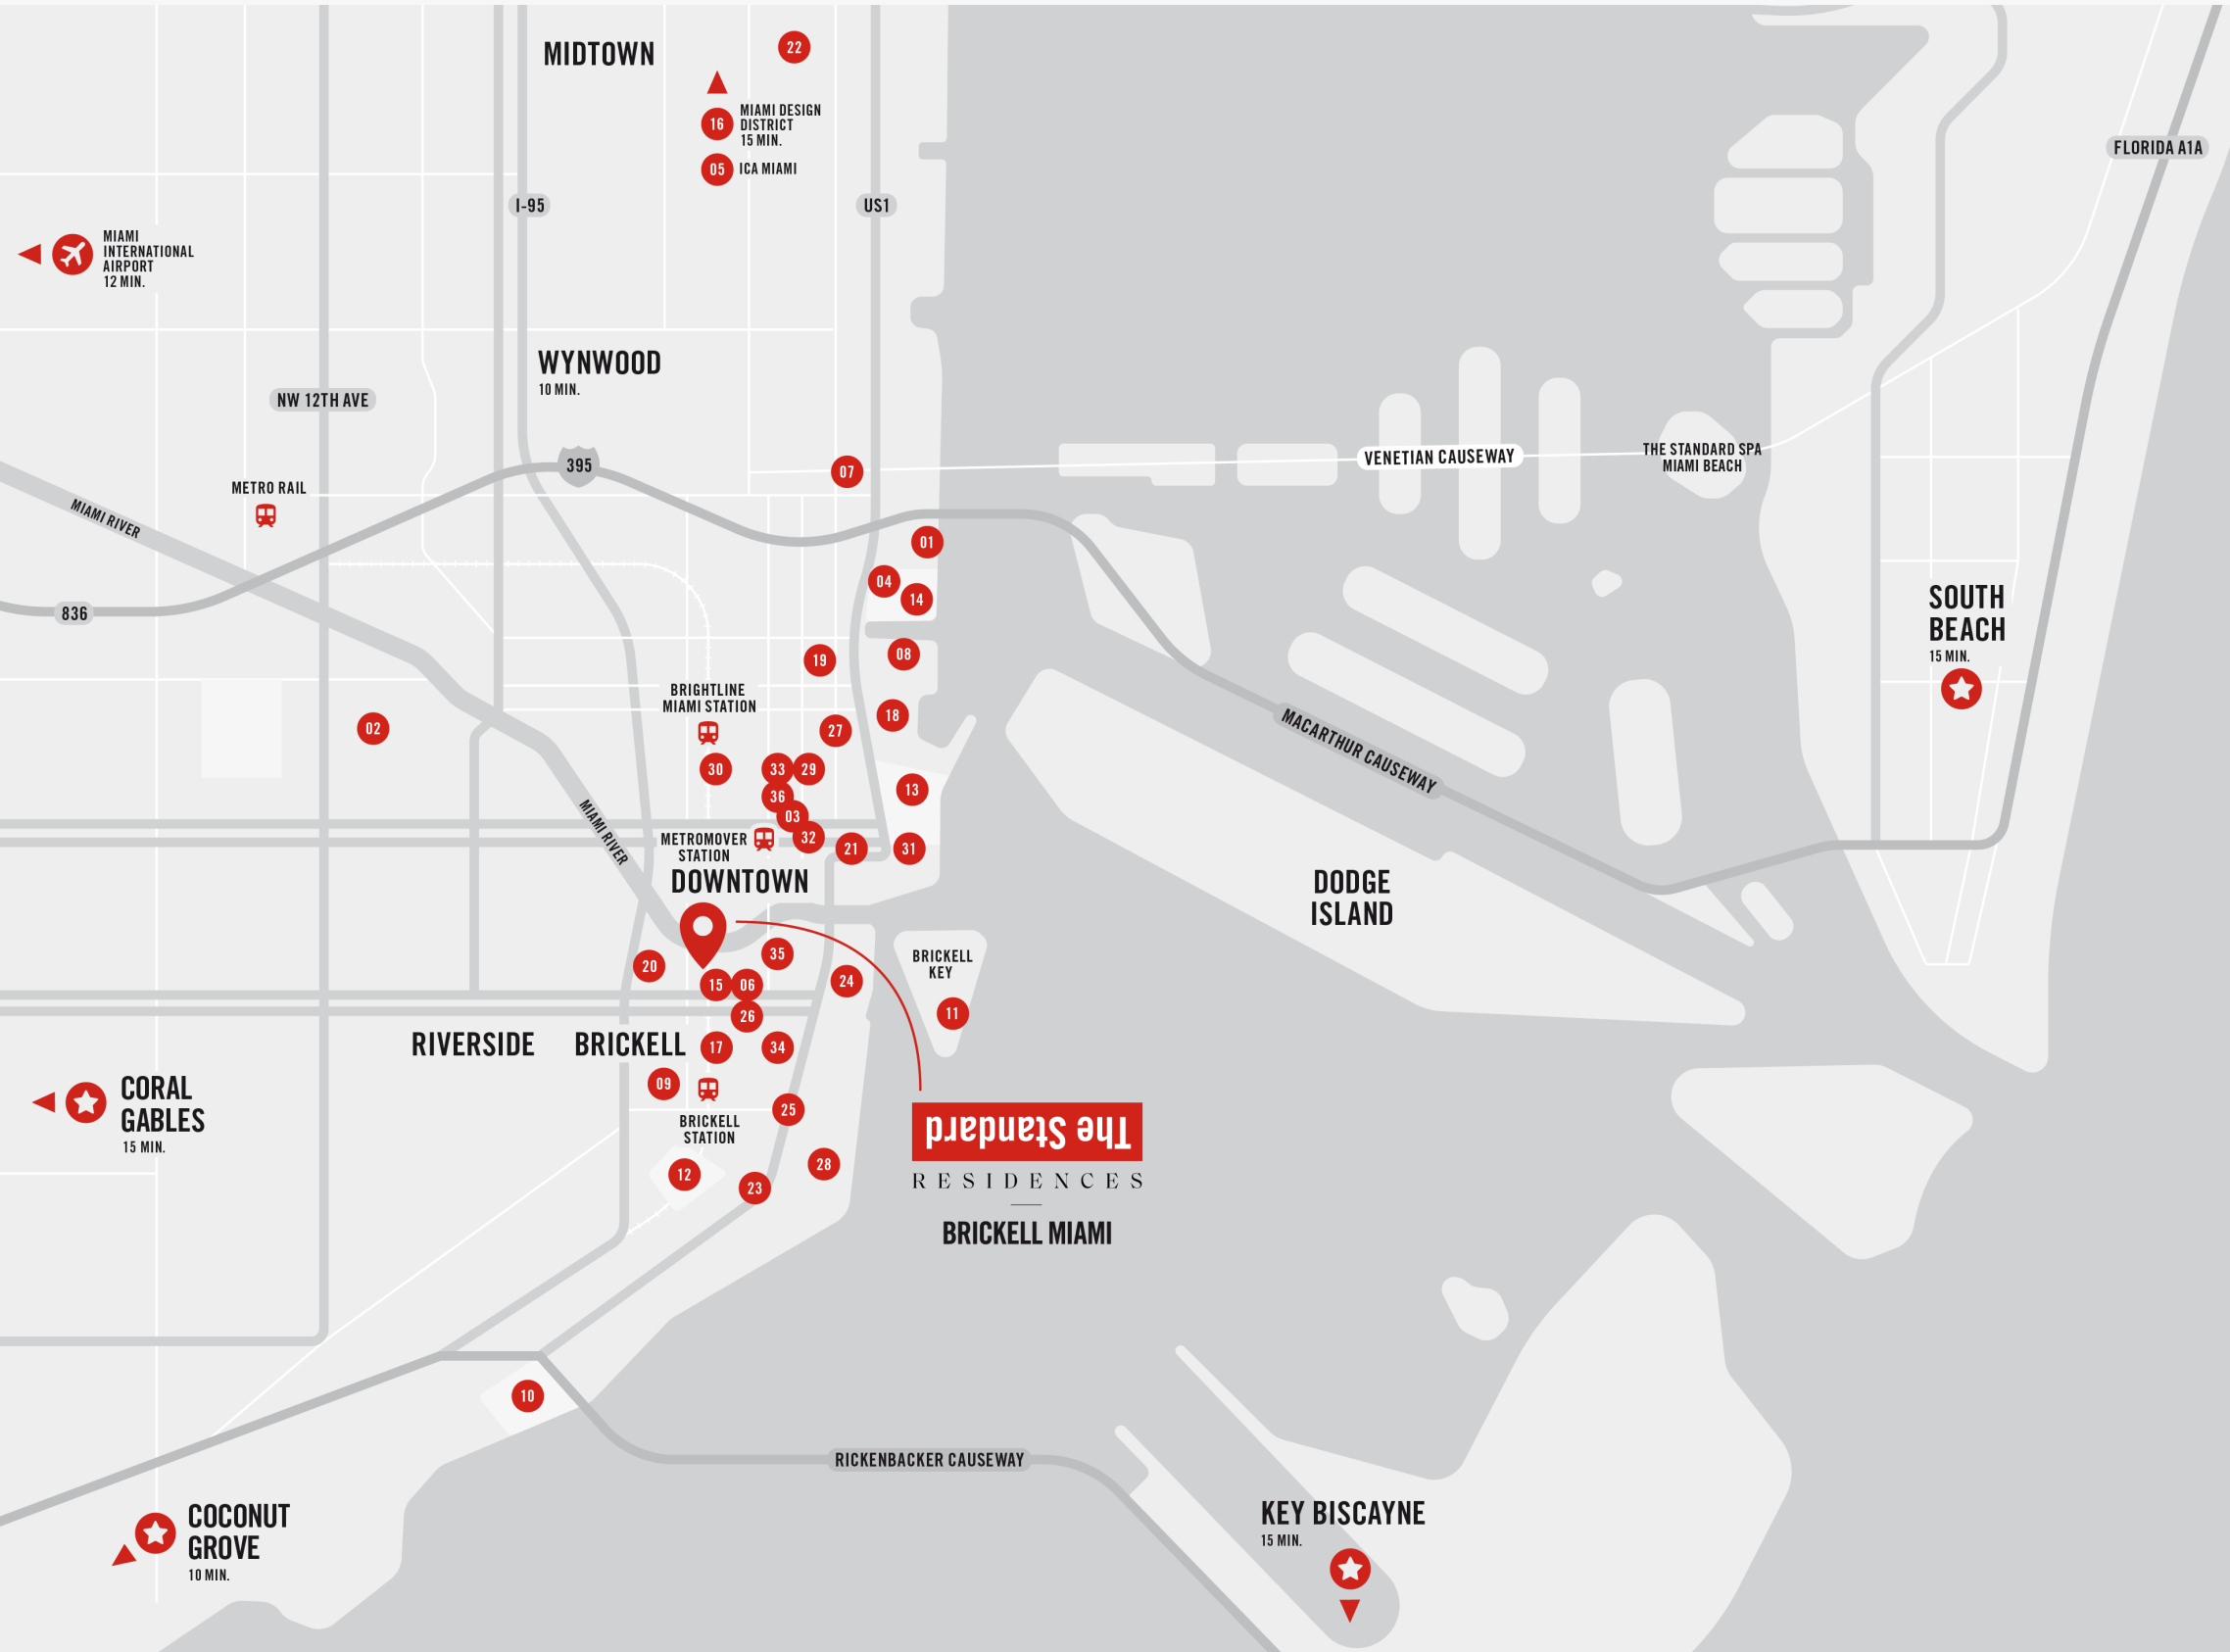 MIDTOWN
22
16
MIAMI DESIGN
DISTRICT
15 MIN.
05
ICA MIAMI
FLORIDA A1A
I-95
US1
MIAMI
INTERNATIONAL
AIRPORT
12 MIN.
WYNWOOD
10 MIN.
NW 12TH AVE
395
07
VENETIAN CAUSEWAY
THE STANDARD SPA
MIAMI BEACH
METRO RAIL
MIAMI RIVER
01
04
14
836
SOUTH
BEACH
15 MIN.
19
08
BRIGHTLINE
MIAMI STATION
02
27
18
MACARTHUR CAUSEWAY
30
33
29
13
36
03
MIAMI RIVER
METROMOVER
STATION
32
21
31
DOWNTOWN
DODGE
ISLAND
20
35
15
06
24
BRICKELL
KEY
11
26
RIVERSIDE
BRICKELL
17
34
09
CORAL
GABLES
15 MIN.
25
BRICKELL
STATION
The Standard
RESIDENCES
BRICKELL MIAMI
12
23
28
10
RICKENBACKER CAUSEWAY
COCONUT
GROVE
10 MIN.
KEY BISCAYNE
15 MIN.